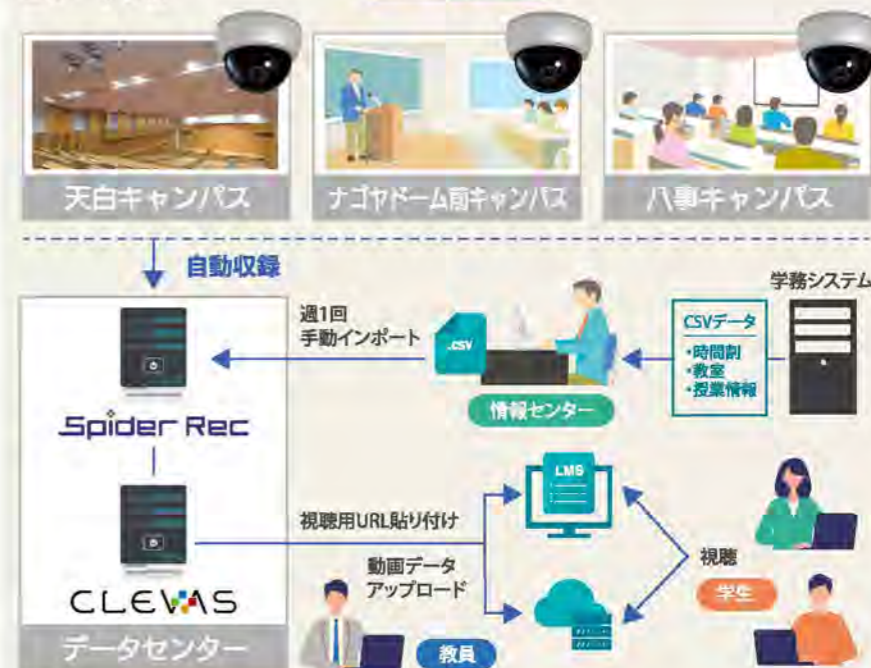 天白キャンパス
ナゴヤドーム前キャンパス
八事キャンパス
自動収録
学務システム
週1回
手動インポート
.csv
CSVデータ
・時間割
・教室
・授業情報
情報センター
Spider Rec
LMS
視聴用URL貼り付け
動画データ
アップロード
視聴
学生
CLEVAS
データセンター
教員